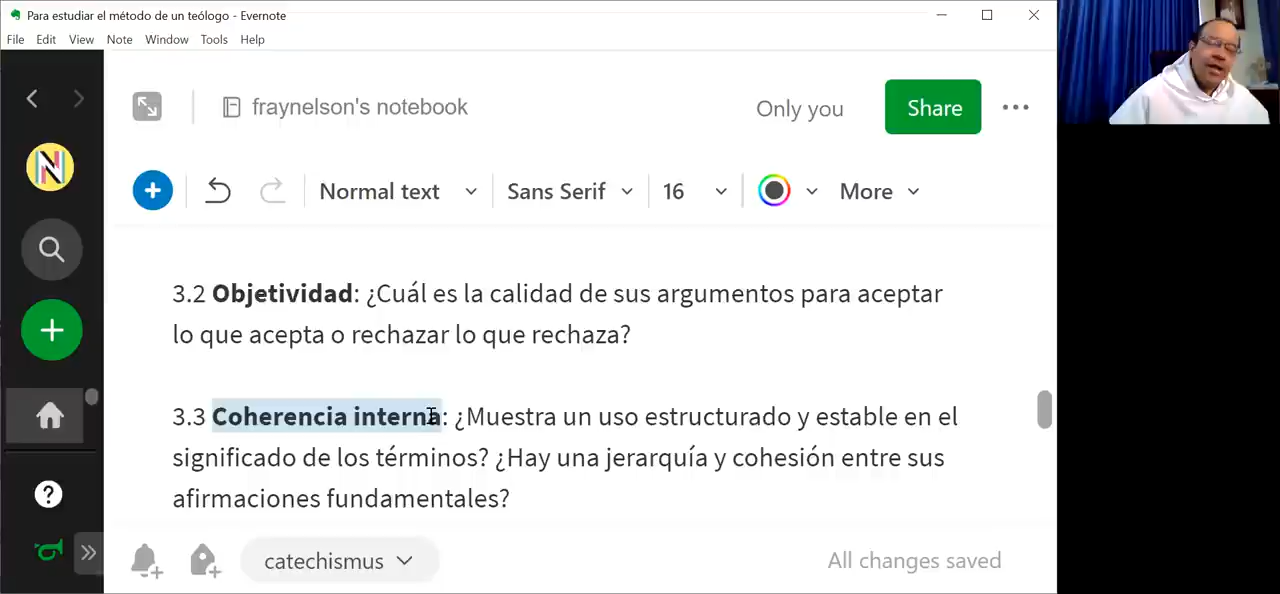 Para estudiar el método de un teólogo - Evernote
File Edit View Note Window Tools Help
fraynelson's notebook
Only you
Share
Normal text
Sans Serif
16
More
3.2 Objetividad: ¿Cuál es la calidad de sus argumentos para aceptar
lo que acepta o rechazar lo que rechaza?
3.3 Coherencia interna: ¿Muestra un uso estructurado y estable en el
significado de los términos? ¿Hay una jerarquía y cohesión entre sus
afirmaciones fundamentales?
catechismus
All changes saved